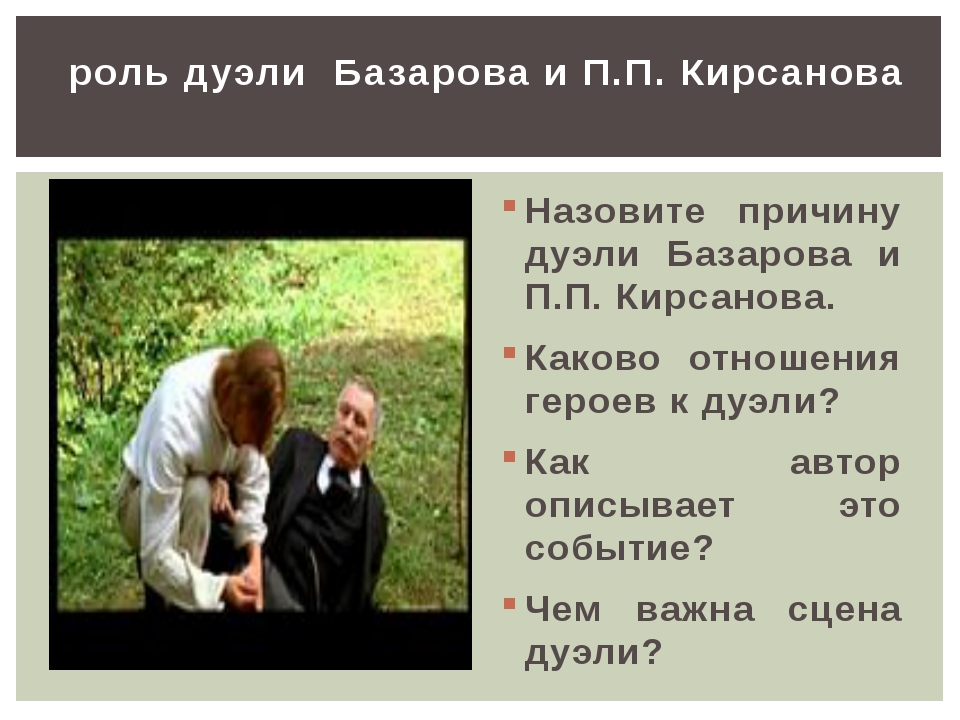 роль дуэли Базарова и П.П. Кирсанова
Назовите причину
дуэли Базарова и
П.П. Кирсанова.
Каково отношения
героев к дуэли?
Как автор
описывает это
событие?
Чем важна сцена
дуэли?